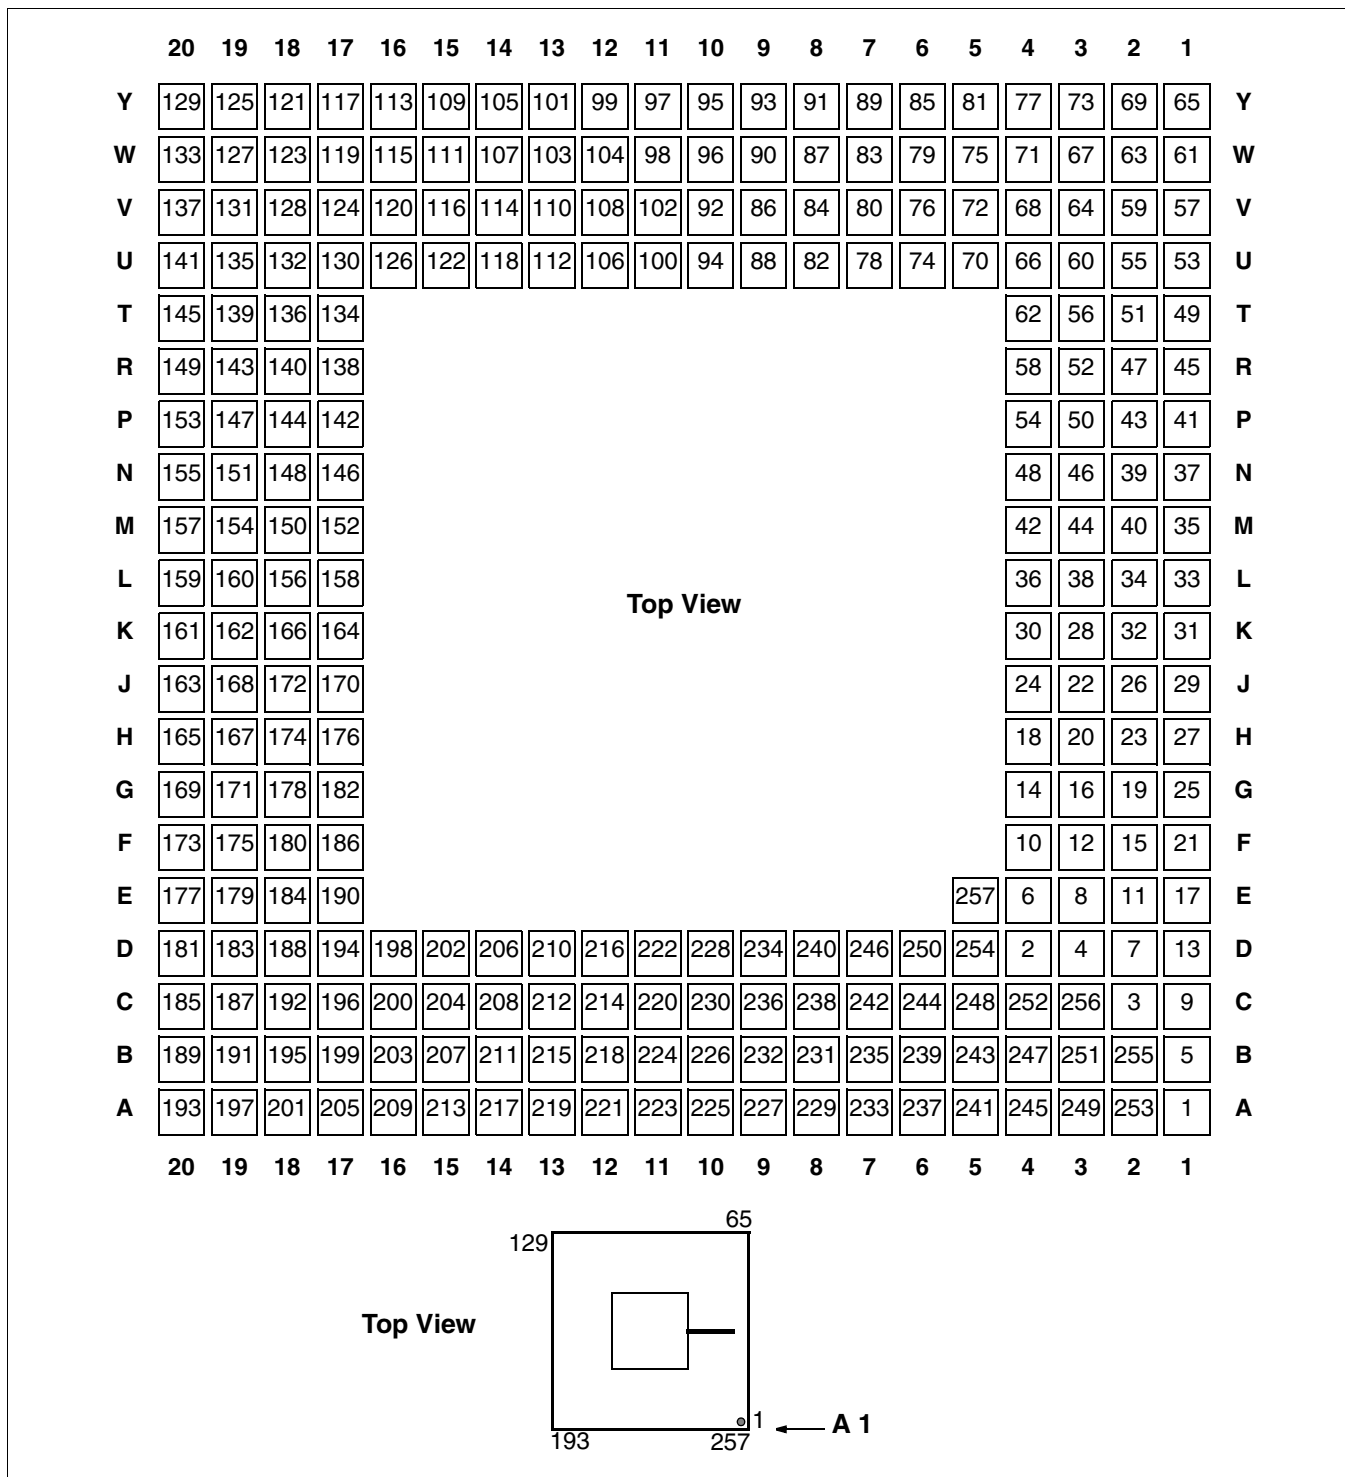 20 19 18 17 16 15 14 13 12 11 10 9 8 7 6 5 4 3 2 1
Y 129 125 121 117 113 109 105 101 99 97 95 93 91 89 85 81 77 73 69 65 Y
W 133 127 123 119 115 111 107 103 104 98 96 90 87 83 79 75 71 67 63 61 W
V 137 131 128 124 120 116 114 110 108 102 92 86 84 80 76 72 68 64 59 57 V
U 141 135 132 130 126 122 118 112 106 100 94 88 82 78 74 70 66 60 55 53 U
T 145 139 136 134 62 56 51 49 T
R 149 143 140 138 58 52 47 45 R
P 153 147 144 142 54 50 43 41 P
N 155 151 148 146 48 46 39 37 N
M 157 154 150 152 42 44 40 35 M
L 159 160 156 158 36 38 34 33 L
Top View
K 161 162 166 164 30 28 32 31 K
J 163 168 172 170 24 22 26 29 J
H 165 167 174 176 18 20 23 27 H
G 169 171 178 182 14 16 19 25 G
F 173 175 180 186 10 12 15 21 F
E 177 179 184 190 257 6 8 11 17 E
D 181 183 188 194 198 202 206 210 216 222 228 234 240 246 250 254 2 4 7 13 D
C 185 187 192 196 200 204 208 212 214 220 230 236 238 242 244 248 252 256 3 9 C
B 189 191 195 199 203 207 211 215 218 224 226 232 231 235 239 243 247 251 255 5 B
A 193 197 201 205 209 213 217 219 221 223 225 227 229 233 237 241 245 249 253 1 A
20 19 18 17 16 15 14 13 12 11 10 9 8 7 6 5 4 3 2 1
65
129
Top View
1 A 1
193 257